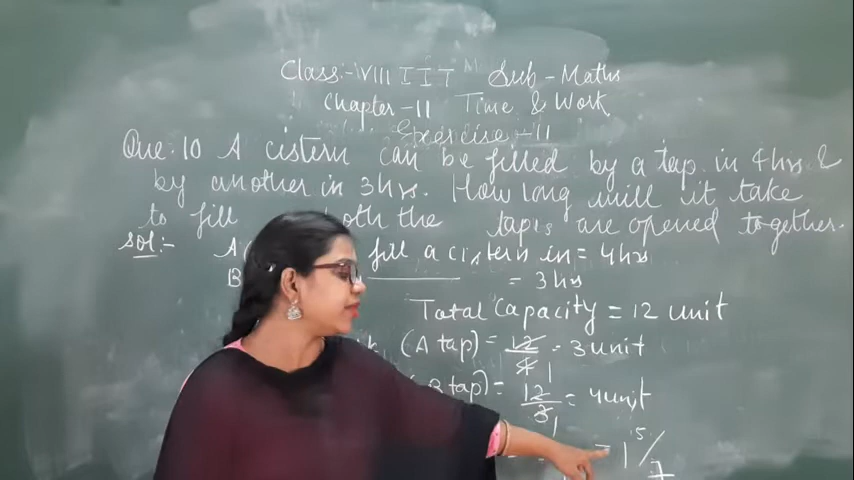 Class:-VIII IIT Sub-Maths
Chapter-11 Time & Work
Exercise-11
Que.10 A cistern can be filled by a tap in 4hrs &
by another in 3hrs. How long will it take
to fill oth the taps are opened together.
Sol:- A fill a cistern in = 4hrs
B = 3hrs
Total Capacity = 12 unit
(A tap) = 12/4 1 = 3unit
B tap) = 12/3 1 = 4unit
= 1 5/7